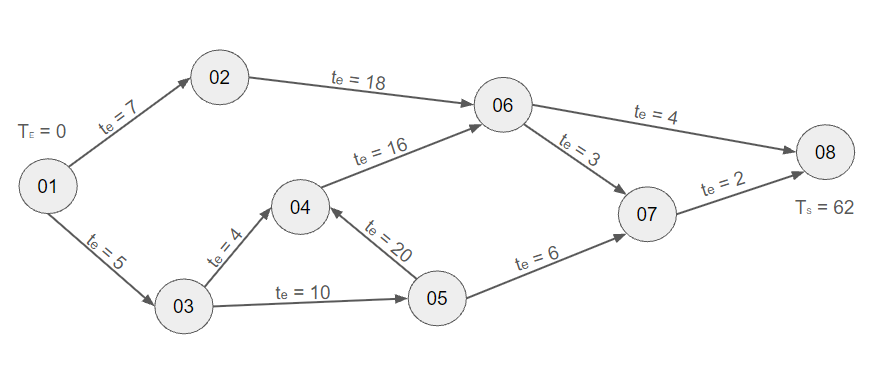 02
tₑ = 18
tₑ = 7
06
tₑ = 4
Tᴇ = 0
tₑ = 16
tₑ = 3
08
01
tₑ = 2
04
Tₛ = 62
07
tₑ = 5
tₑ = 4
tₑ = 20
tₑ = 6
tₑ = 10
05
03